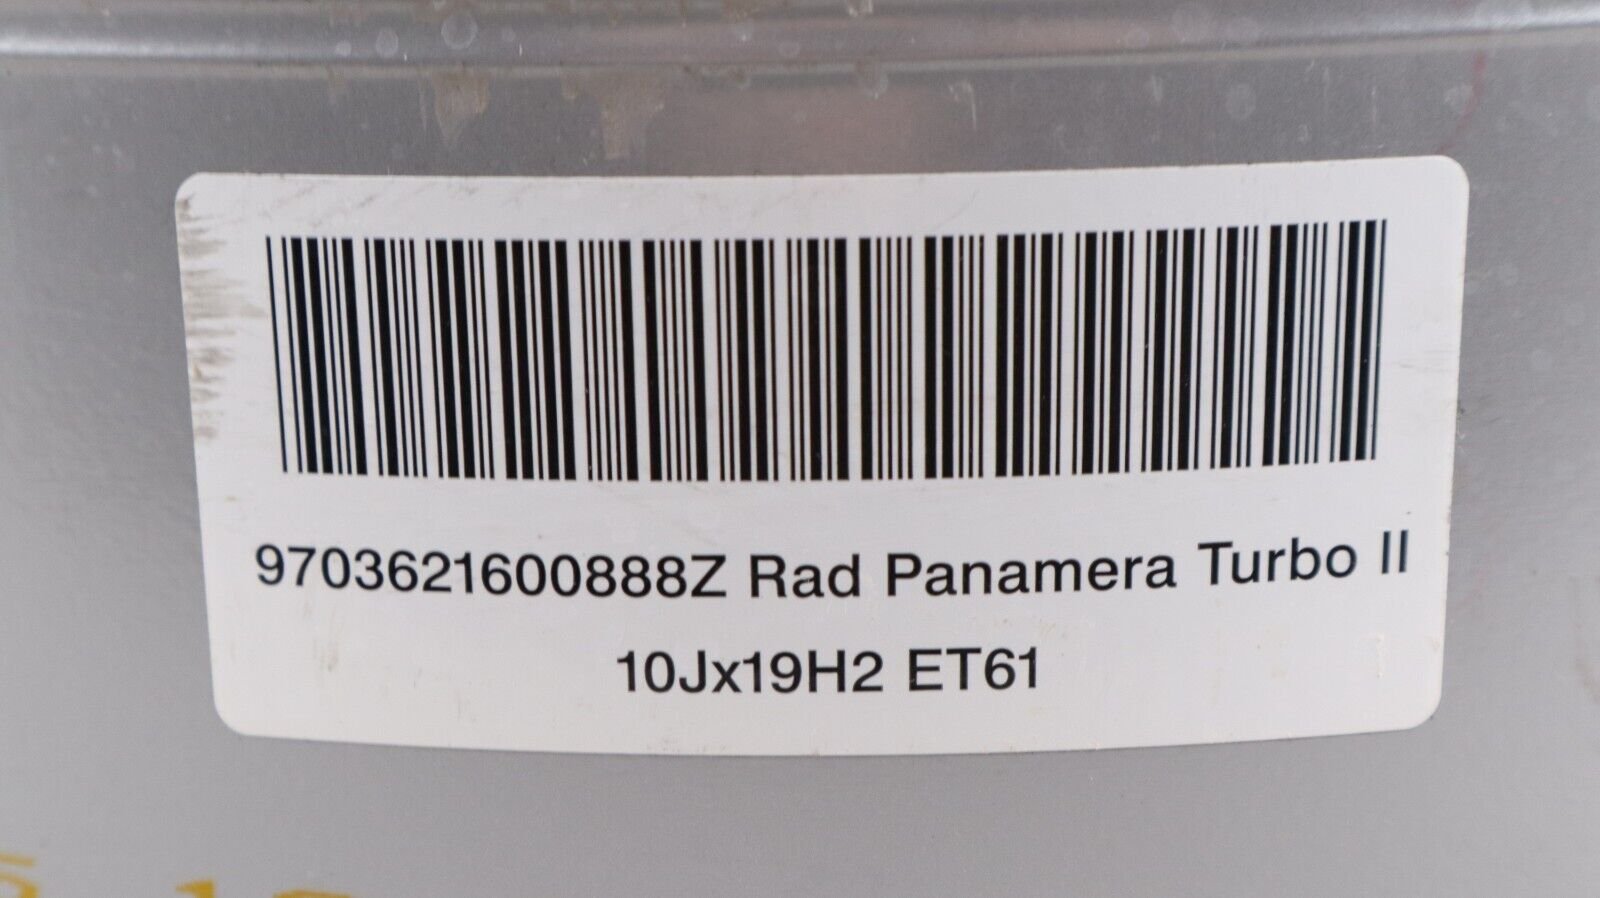 9703621600888Z Rad Panamera Turbo II
10Jx19H2 ET61